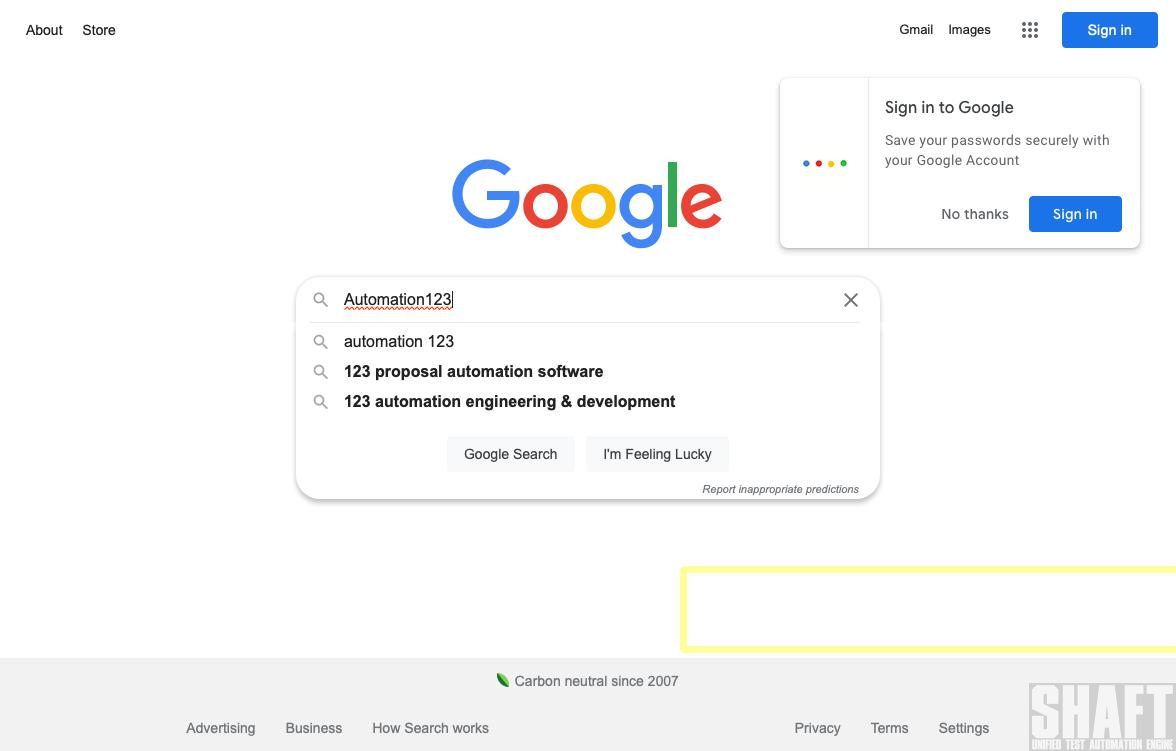 About Store
Gmail Images Sign in
Sign in to Google
Save your passwords securely with
your Google Account
No thanks Sign in
Google
Automation123
automation 123
123 proposal automation software
123 automation engineering & development
Google Search I'm Feeling Lucky
Report inappropriate predictions
Carbon neutral since 2007
Advertising Business How Search works
Privacy Terms Settings
SHAFT
UNIFIED TEST AUTOMATION ENGINE